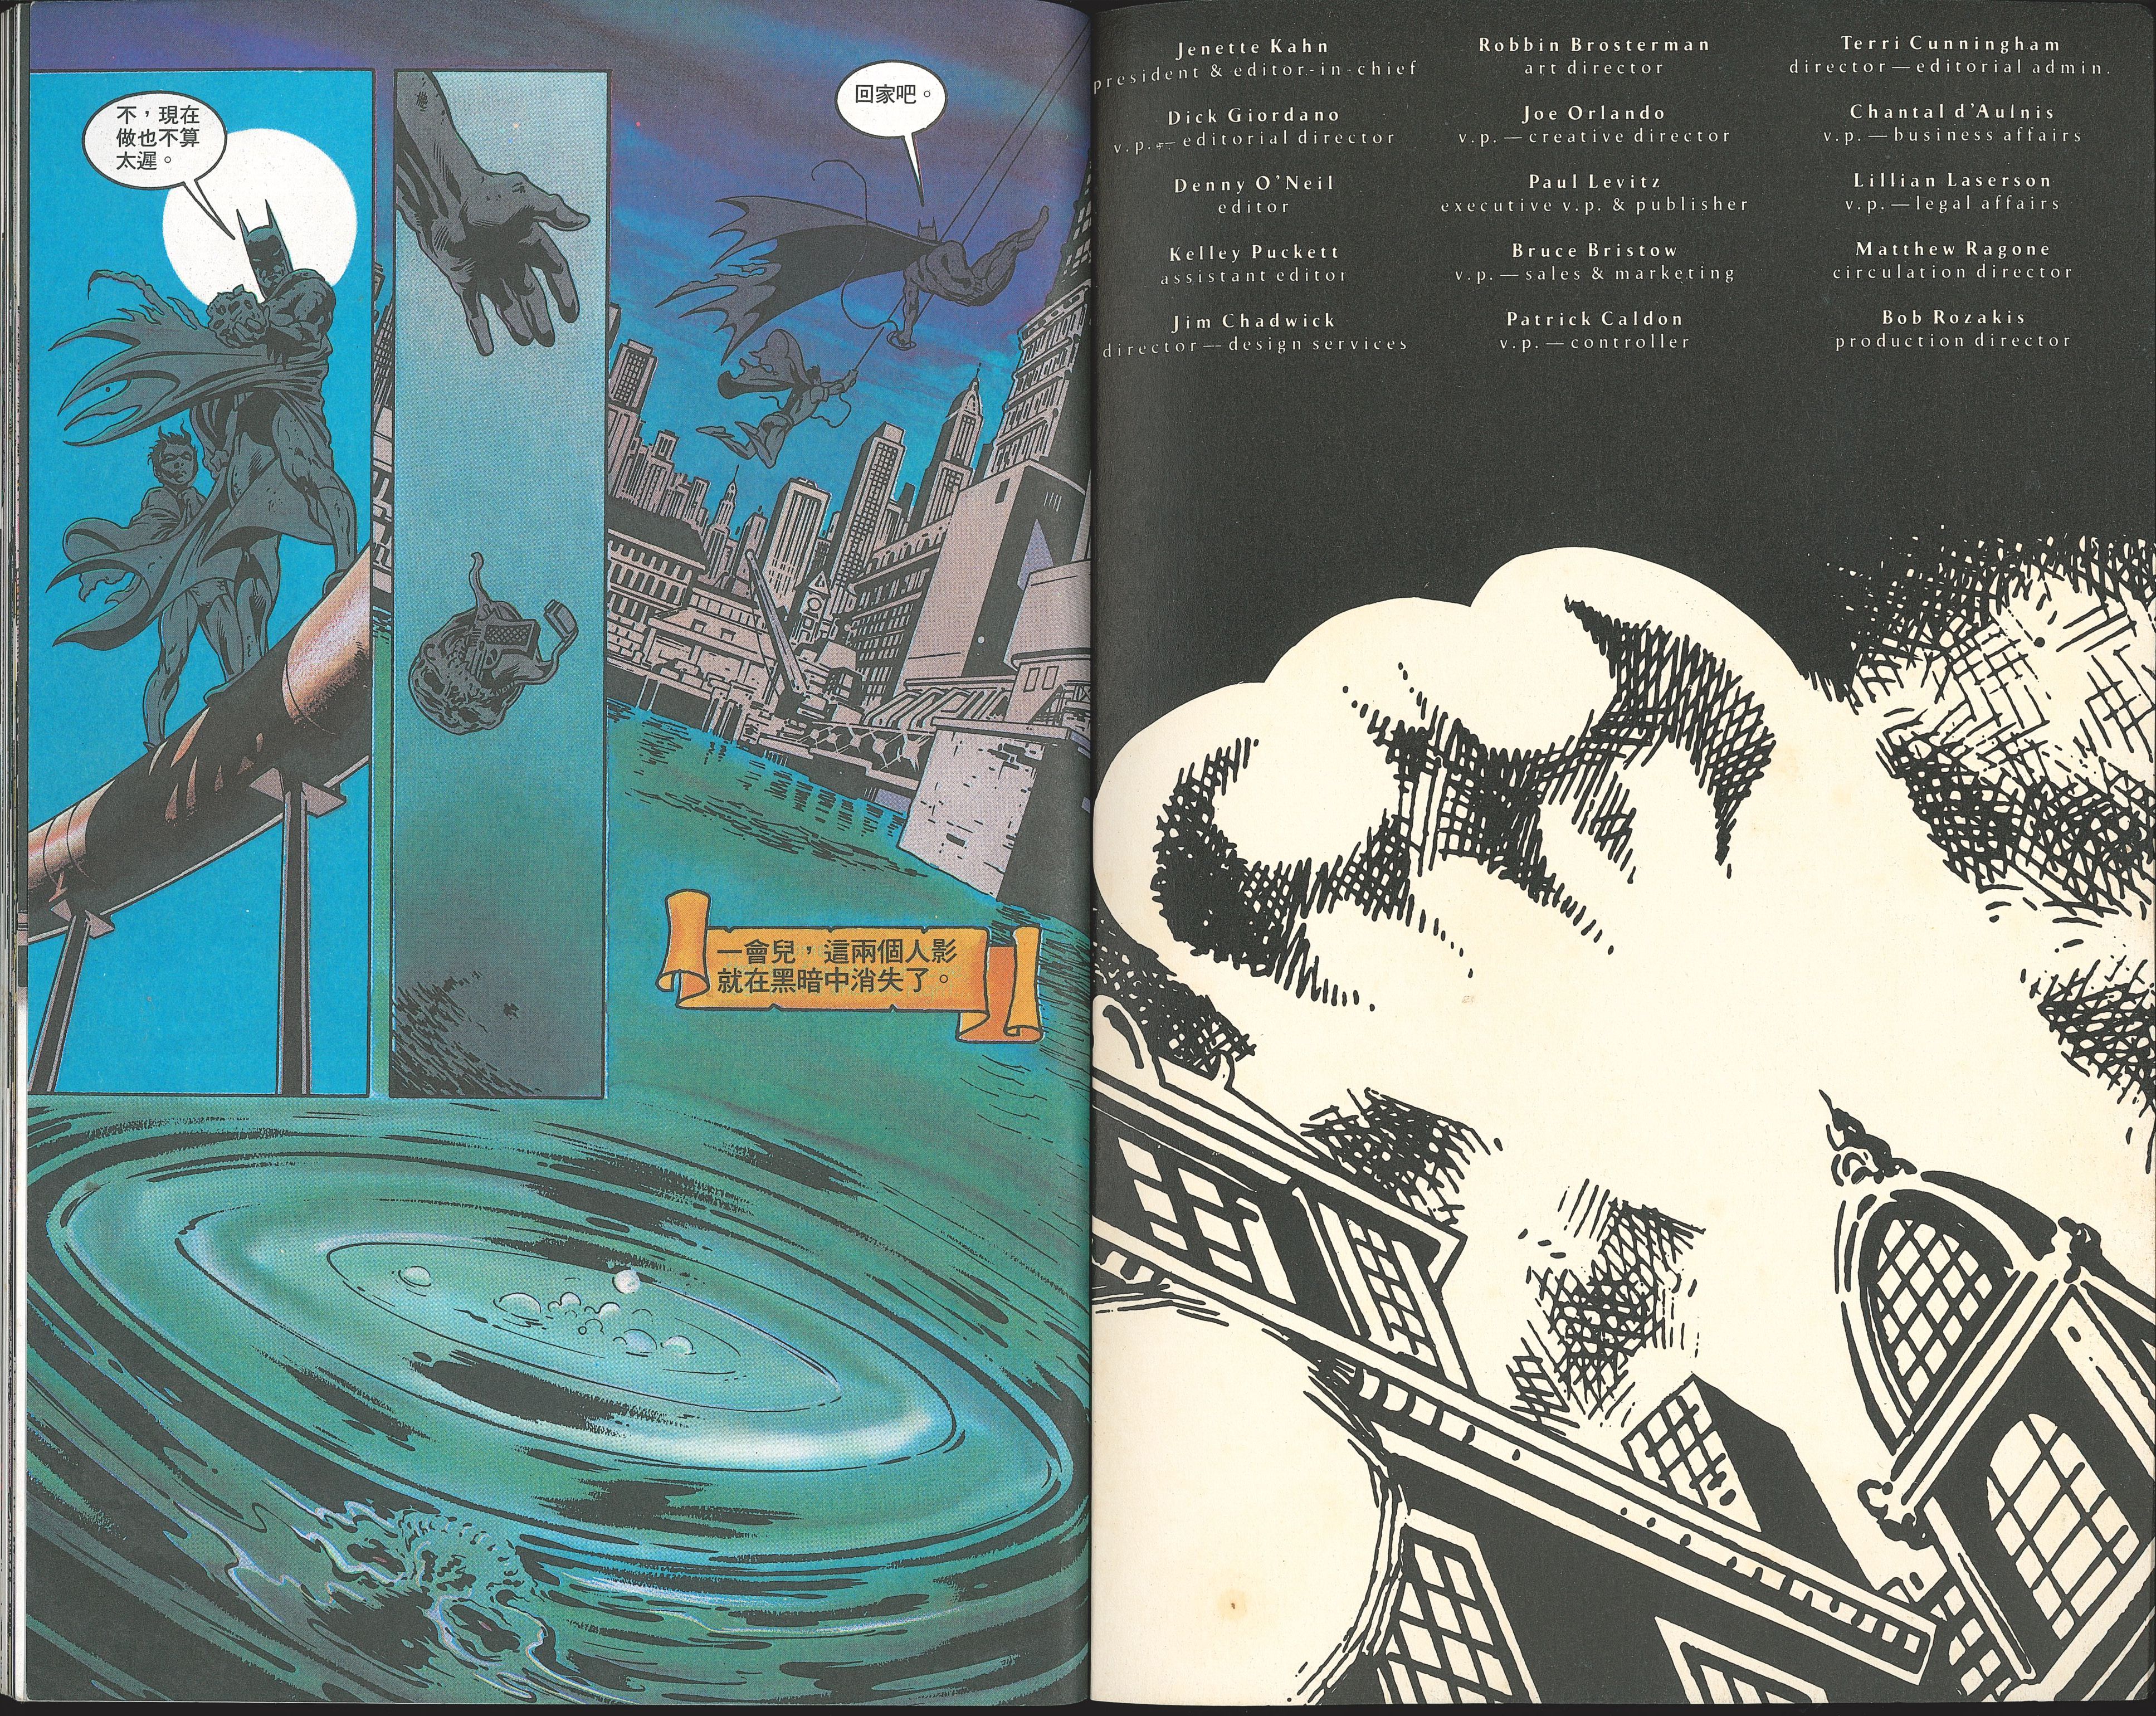 不，現在
做也不算
太遲。
回家吧。
一會兒，這兩個人影
就在黑暗中消失了。
Jenette Kahn
president & editor-in-chief
Dick Giordano
v.p.—editorial director
Denny O'Neil
editor
Kelley Puckett
assistant editor
Jim Chadwick
director—design services
Robbin Brosterman
art director
Joe Orlando
v.p.—creative director
Paul Levitz
executive v.p. & publisher
Bruce Bristow
v.p.—sales & marketing
Patrick Caldon
v.p.—controller
Terri Cunningham
director—editorial admin.
Chantal d'Aulnis
v.p.—business affairs
Lillian Laserson
v.p.—legal affairs
Matthew Ragone
circulation director
Bob Rozakis
production director